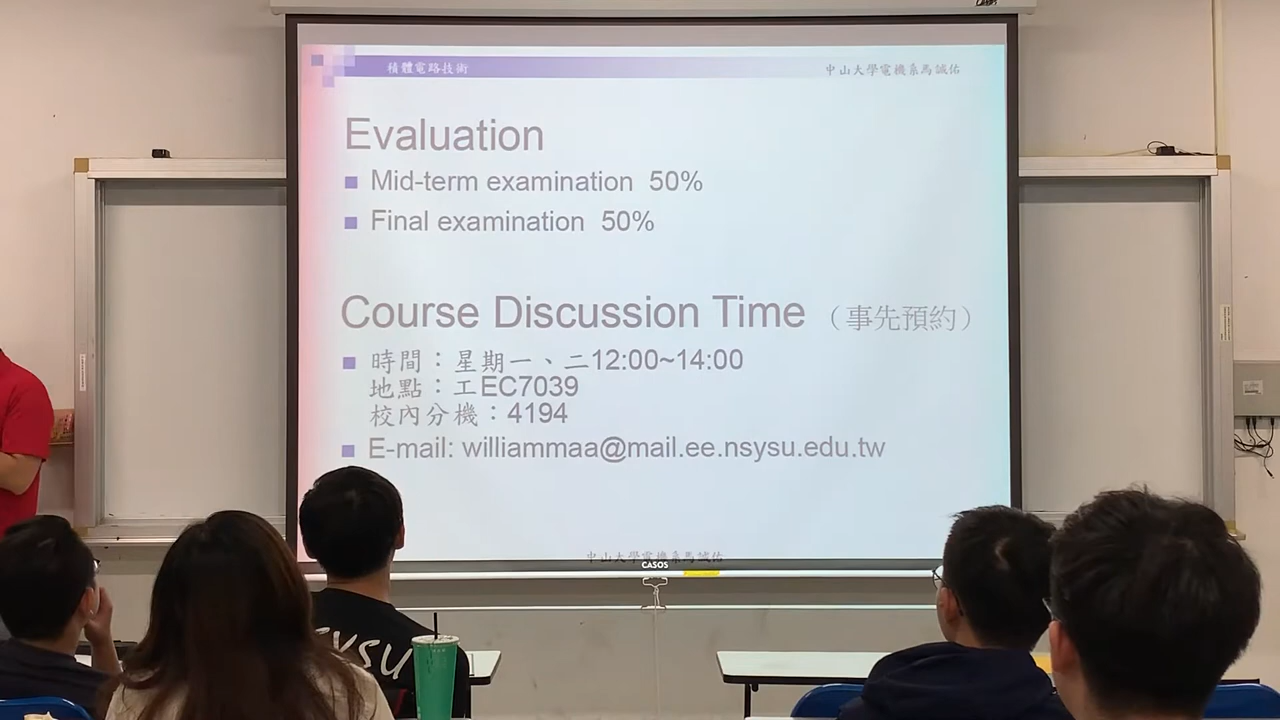 積體電路技術
中山大學電機系馬誠佑
Evaluation
Mid-term examination 50%
Final examination 50%
Course Discussion Time（事先預約）
時間：星期一、二12:00~14:00
地點：工EC7039
校內分機：4194
E-mail: williammaa@mail.ee.nsysu.edu.tw
中山大學電機系馬誠佑
CASOS